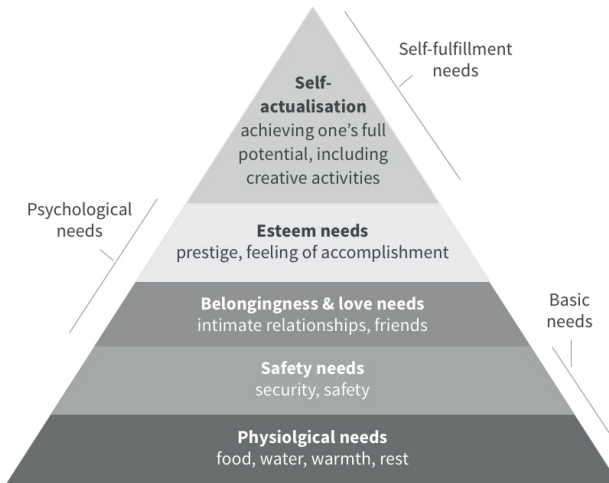 Self-fulfillment
needs
Self-
actualisation
achieving one’s full
potential, including
creative activities
Psychological
needs
Esteem needs
prestige, feeling of accomplishment
Belongingness & love needs
intimate relationships, friends
Basic
needs
Safety needs
security, safety
Physiolgical needs
food, water, warmth, rest